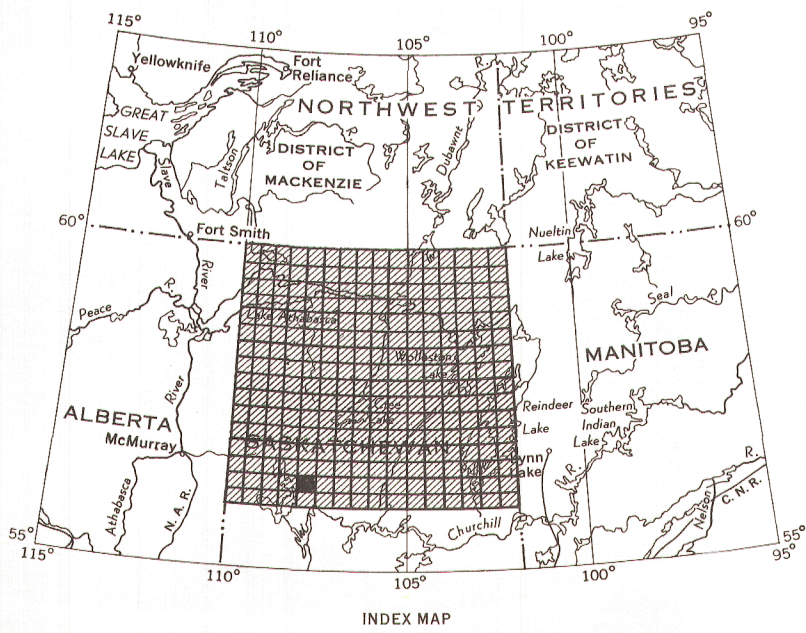 115°
110°
105°
100°
95°
Yellowknife
Fort
Reliance
R.
NORTHWEST TERRITORIES
GREAT
SLAVE
LAKE
Slave
Taltson
R.
DISTRICT
OF
MACKENZIE
Dubawnt
DISTRICT
OF
KEEWATIN
60°
Fort Smith
Nueltin
Lake
60°
River
R.
Peace
Lake Athabasca
Seal R.
Wollaston
Lake
MANITOBA
River
Cree
Lake
Reindeer
Lake
Southern
Indian
Lake
ALBERTA
McMurray
SASKATCHEWAN
Lynn
Lake
Athabasca
N. A. R.
Churchill
R.
Nelson
R.
C. N. R.
55°
115°
110°
105°
100°
55°
95°
INDEX MAP